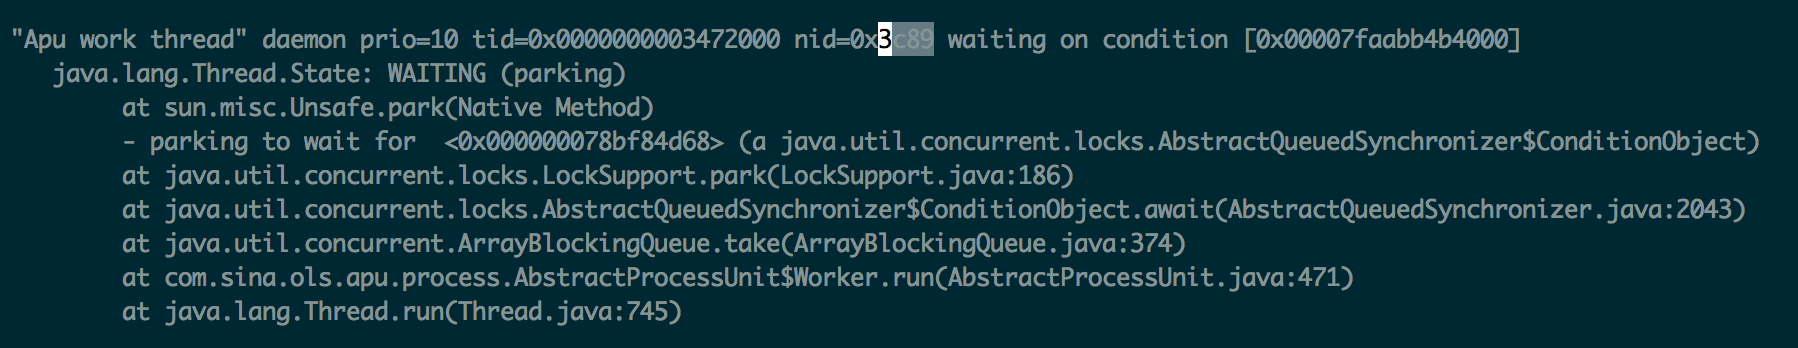 "Apu work thread" daemon prio=10 tid=0x0000000003472000 nid=0x3c89 waiting on condition [0x00007faabb4b4000]
java.lang.Thread.State: WAITING (parking)
at sun.misc.Unsafe.park(Native Method)
- parking to wait for  <0x000000078bf84d68> (a java.util.concurrent.locks.AbstractQueuedSynchronizer$ConditionObject)
at java.util.concurrent.locks.LockSupport.park(LockSupport.java:186)
at java.util.concurrent.locks.AbstractQueuedSynchronizer$ConditionObject.await(AbstractQueuedSynchronizer.java:2043)
at java.util.concurrent.ArrayBlockingQueue.take(ArrayBlockingQueue.java:374)
at com.sina.ols.apu.process.AbstractProcessUnit$Worker.run(AbstractProcessUnit.java:471)
at java.lang.Thread.run(Thread.java:745)